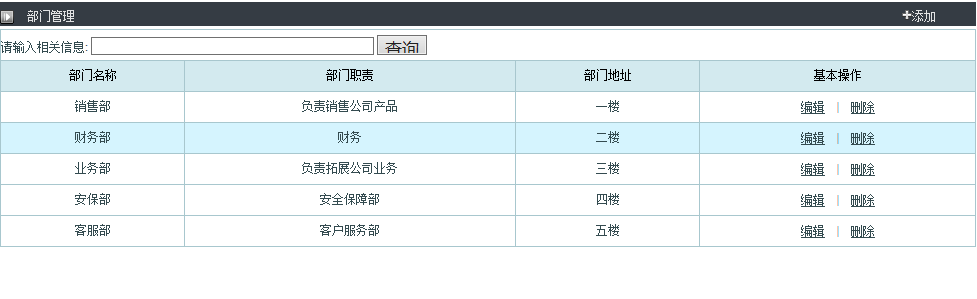 部门管理 添加
请输入相关信息: 查询
部门名称 部门职责 部门地址 基本操作
销售部 负责销售公司产品 一楼 编辑 | 删除
财务部 财务 二楼 编辑 | 删除
业务部 负责拓展公司业务 三楼 编辑 | 删除
安保部 安全保障部 四楼 编辑 | 删除
客服部 客户服务部 五楼 编辑 | 删除